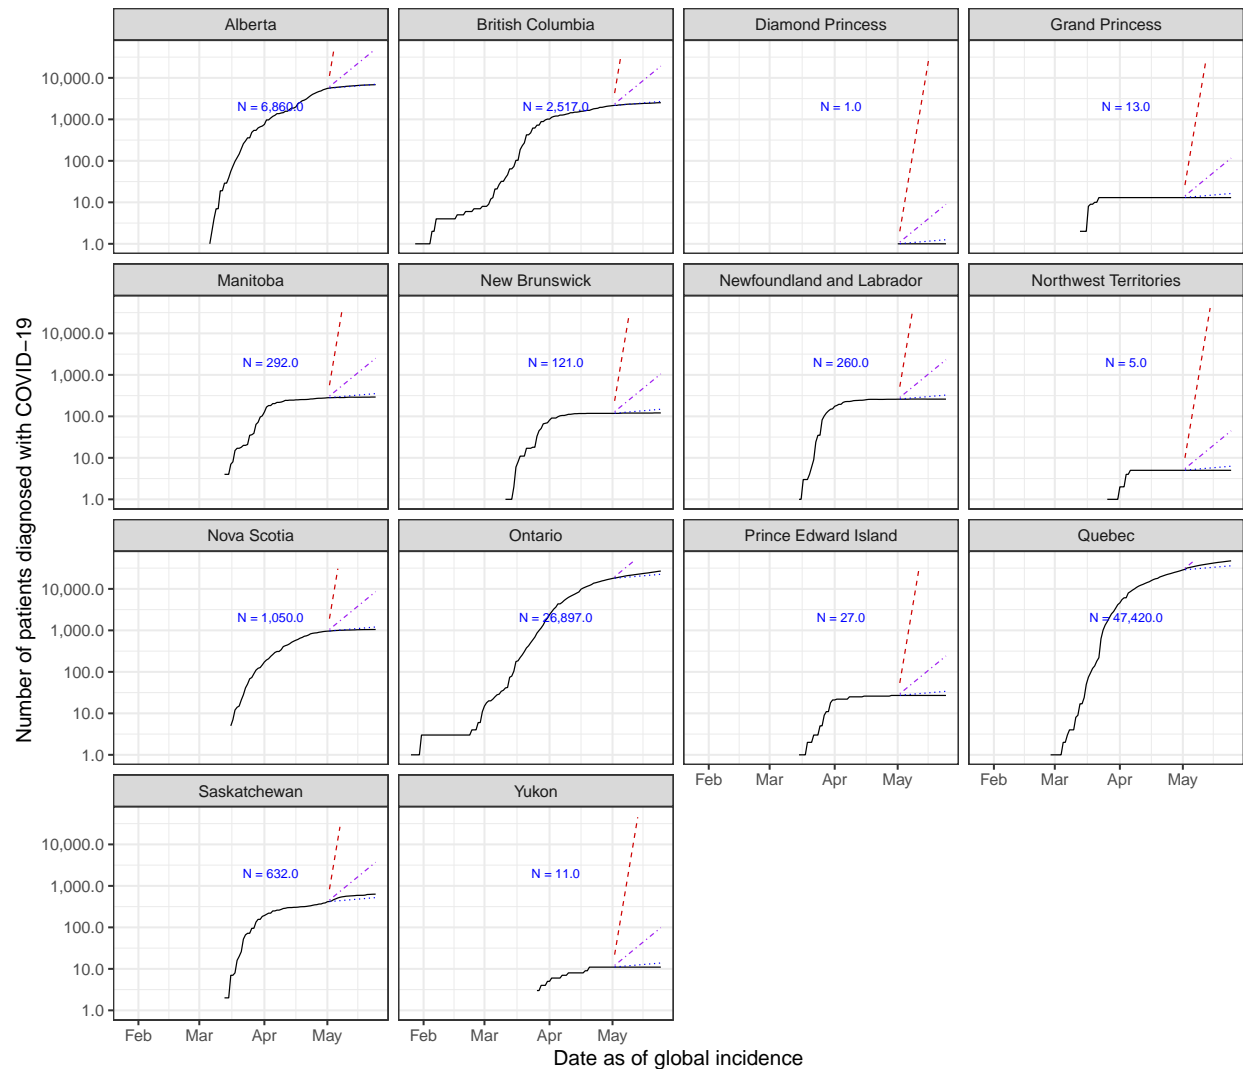 Number of patients diagnosed with COVID−19
Alberta
British Columbia
Diamond Princess
Grand Princess
10,000.0
1,000.0
100.0
10.0
1.0
N = 6,860.0
N = 2,517.0
N = 1.0
N = 13.0
Manitoba
New Brunswick
Newfoundland and Labrador
Northwest Territories
10,000.0
1,000.0
100.0
10.0
1.0
N = 292.0
N = 121.0
N = 260.0
N = 5.0
Nova Scotia
Ontario
Prince Edward Island
Quebec
10,000.0
1,000.0
100.0
10.0
1.0
N = 1,050.0
N = 26,897.0
N = 27.0
N = 47,420.0
Feb Mar Apr May
Feb Mar Apr May
Saskatchewan
Yukon
10,000.0
1,000.0
100.0
10.0
1.0
N = 632.0
N = 11.0
Feb Mar Apr May
Feb Mar Apr May
Date as of global incidence